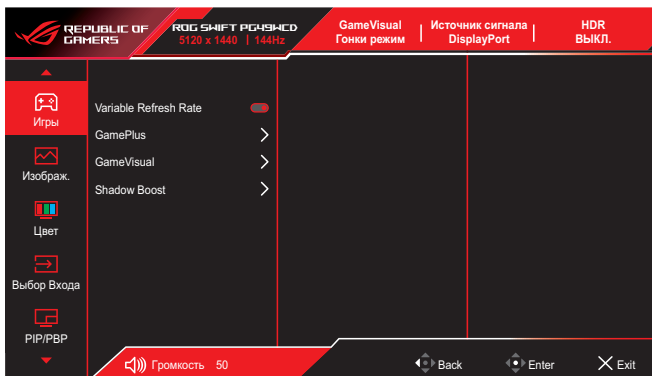 REPUBLIC OF
GAMERS
ROG SWIFT PG49WCD
5120 x 1440 | 144Hz
GameVisual
Гонки режим
Источник сигнала
DisplayPort
HDR
ВЫКЛ.
Игры
Изображ.
Цвет
Выбор Входа
PIP/PBP
Variable Refresh Rate
GamePlus
GameVisual
Shadow Boost
Громкость 50
Back
Enter
Exit